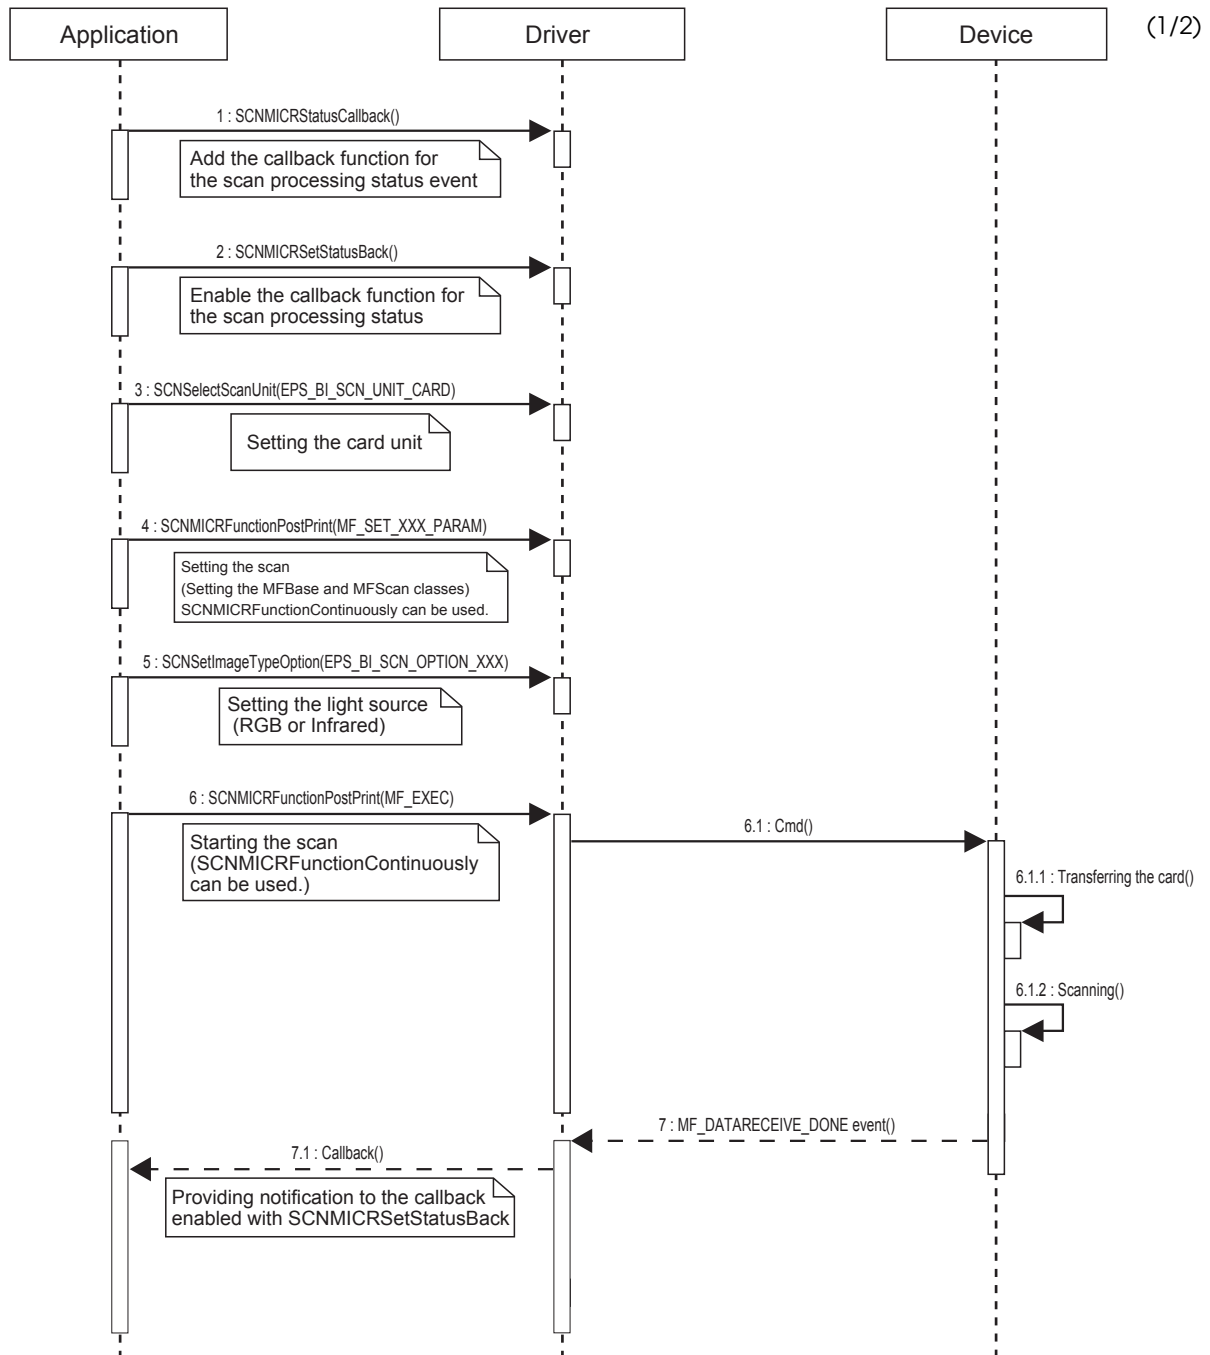 Application
Driver
Device
(1/2)
1 : SCNMICRStatusCallback()
Add the callback function for
the scan processing status event
2 : SCNMICRSetStatusBack()
Enable the callback function for
the scan processing status
3 : SCNSelectScanUnit(EPS_BI_SCN_UNIT_CARD)
Setting the card unit
4 : SCNMICRFunctionPostPrint(MF_SET_XXX_PARAM)
Setting the scan
(Setting the MFBase and MFScan classes)
SCNMICRFunctionContinuously can be used.
5 : SCNSetImageTypeOption(EPS_BI_SCN_OPTION_XXX)
Setting the light source
(RGB or Infrared)
6 : SCNMICRFunctionPostPrint(MF_EXEC)
Starting the scan
(SCNMICRFunctionContinuously
can be used.)
6.1 : Cmd()
6.1.1 : Transferring the card()
6.1.2 : Scanning()
7 : MF_DATARECEIVE_DONE event()
7.1 : Callback()
Providing notification to the callback
enabled with SCNMICRSetStatusBack